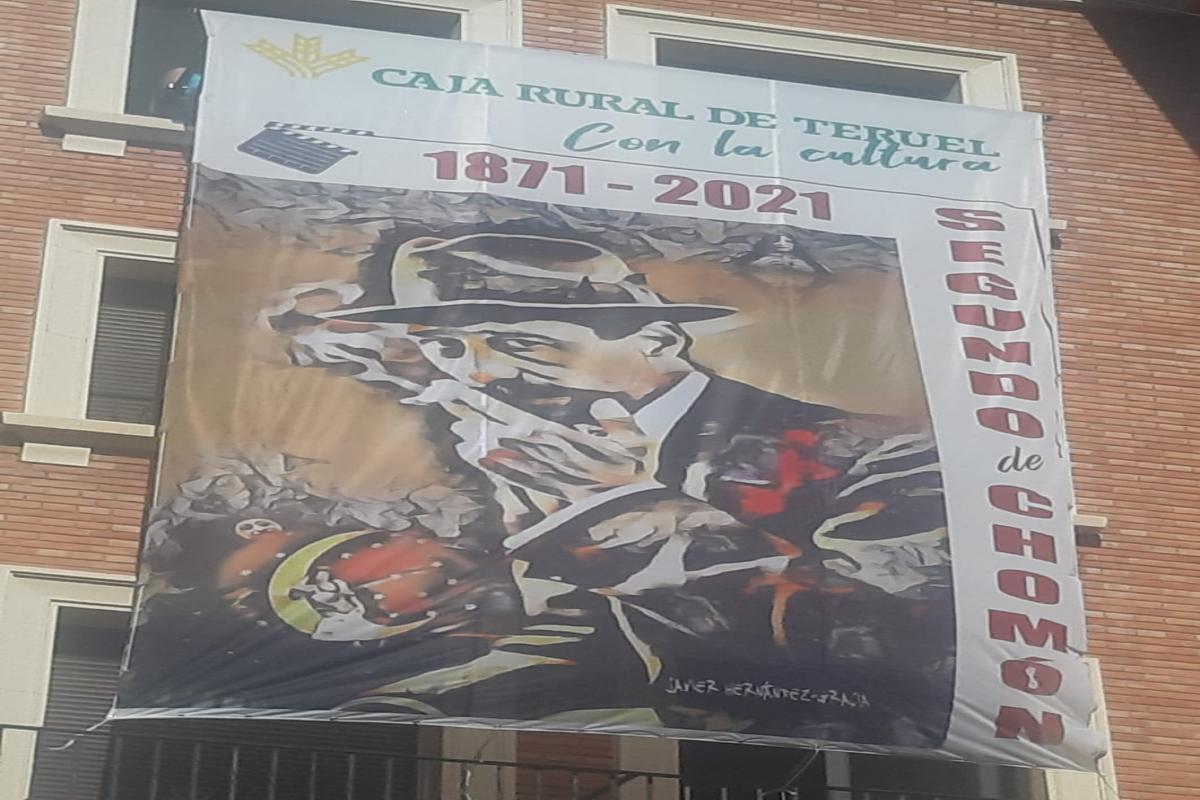 CAJA RURAL DE TERUEL
Con la cultura
1871 - 2021
SEGUNDO de CHOMÓN
JAVIER HERNÁNDEZ-GRACIA